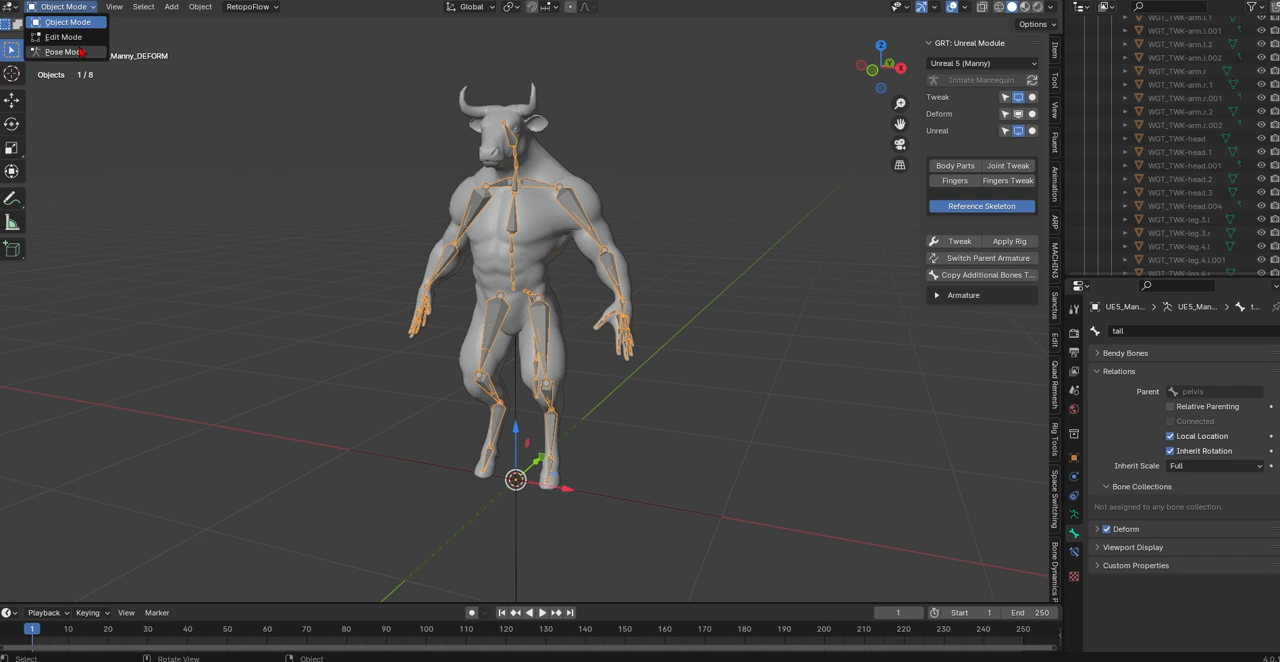 Object Mode
View
Select
Add
Object
RetopoFlow
Global
Options
Object Mode
Edit Mode
Pose Mode
_Manny_DEFORM
Objects 1 / 8
Z
Y
X
GRT: Unreal Module
Unreal 5 (Manny)
Initiate Mannequin
Tweak
Deform
Unreal
Body Parts
Joint Tweak
Fingers
Fingers Tweak
Reference Skeleton
Tweak
Apply Rig
Switch Parent Armature
Copy Additional Bones T...
Armature
Item
Tool
View
Fluent
Animation
ARP
MACHIN3
Sanctus
Edit
Quad Remesh
Rig Tools
Space Switching
Bone Dynamics P
WGT_TWK-arm.l.1
WGT_TWK-arm.l.001
WGT_TWK-arm.l.2
WGT_TWK-arm.l.002
WGT_TWK-arm.r
WGT_TWK-arm.r.1
WGT_TWK-arm.r.001
WGT_TWK-arm.r.2
WGT_TWK-arm.r.002
WGT_TWK-head
WGT_TWK-head.1
WGT_TWK-head.001
WGT_TWK-head.2
WGT_TWK-head.3
WGT_TWK-head.004
WGT_TWK-leg.3.l
WGT_TWK-leg.3.r
WGT_TWK-leg.4.l
WGT_TWK-leg.4.l.001
WGT_TWK-leg.4.r
UE5_Man...
UE5_Man...
t...
tail
Bendy Bones
Relations
Parent
pelvis
Relative Parenting
Connected
Local Location
Inherit Rotation
Inherit Scale
Full
Bone Collections
Not assigned to any bone collection.
Deform
Viewport Display
Custom Properties
Playback
Keying
View
Marker
1
Start 1
End 250
1 10 20 30 40 50 60 70 80 90 100 110 120 130 140 150 160 170 180 190 200 210 220 230 240 250
Select
Rotate View
Object